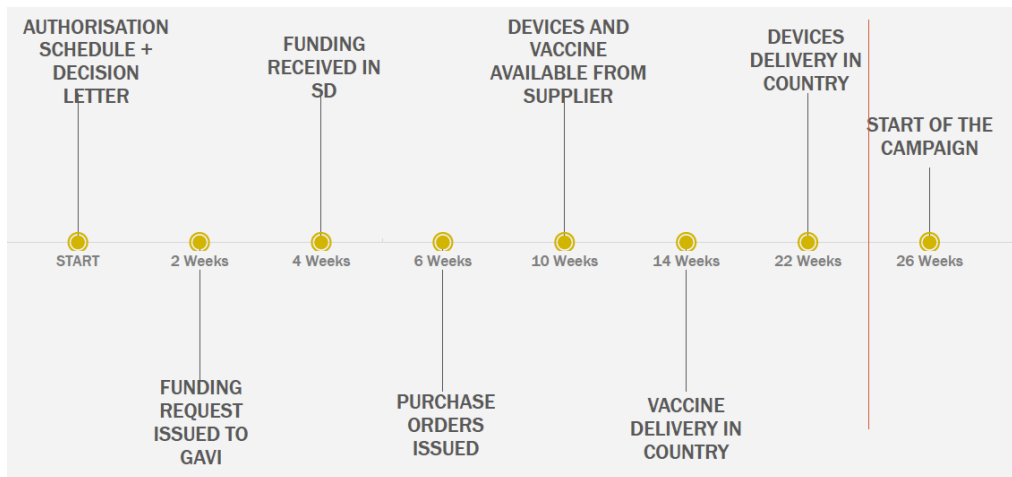 AUTHORISATION
SCHEDULE +
DECISION
LETTER
FUNDING
RECEIVED IN
SD
DEVICES AND
VACCINE
AVAILABLE FROM
SUPPLIER
DEVICES
DELIVERY IN
COUNTRY
START OF THE
CAMPAIGN
START
2 Weeks
4 Weeks
6 Weeks
10 Weeks
14 Weeks
22 Weeks
26 Weeks
FUNDING
REQUEST
ISSUED TO
GAVI
PURCHASE
ORDERS
ISSUED
VACCINE
DELIVERY IN
COUNTRY